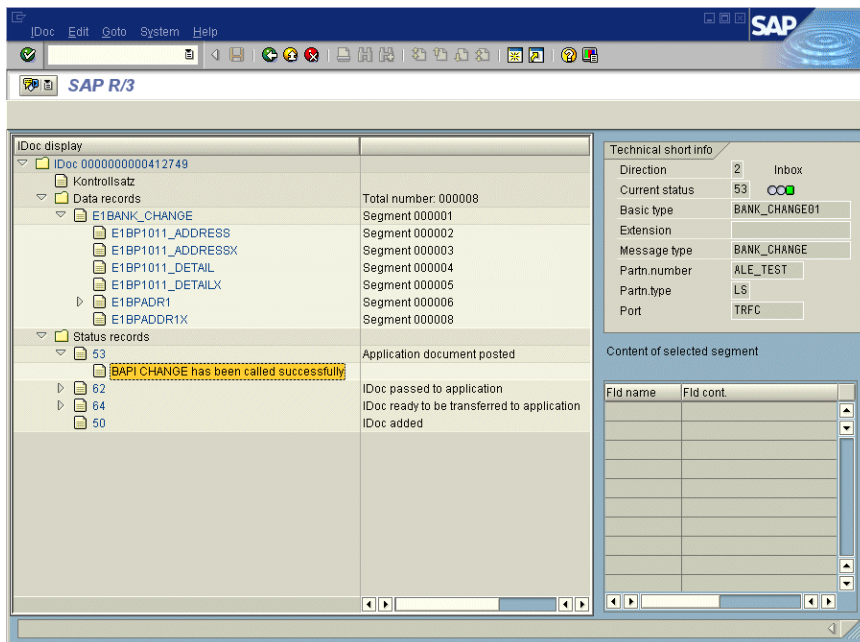 IDoc Edit Goto System Help
SAP
SAP R/3
IDoc display
IDoc 0000000000412749
Kontrollsatz
Data records Total number: 000008
E1BANK_CHANGE Segment 000001
E1BP1011_ADDRESS Segment 000002
E1BP1011_ADDRESSX Segment 000003
E1BP1011_DETAIL Segment 000004
E1BP1011_DETAILX Segment 000005
E1BPADR1 Segment 000006
E1BPADDR1X Segment 000008
Status records
53 Application document posted
BAPI CHANGE has been called successfully
62 IDoc passed to application
64 IDoc ready to be transferred to application
50 IDoc added
Technical short info
Direction 2 Inbox
Current status 53
Basic type BANK_CHANGE01
Extension
Message type BANK_CHANGE
Partn.number ALE_TEST
Partn.type LS
Port TRFC
Content of selected segment
Fld name Fld cont.